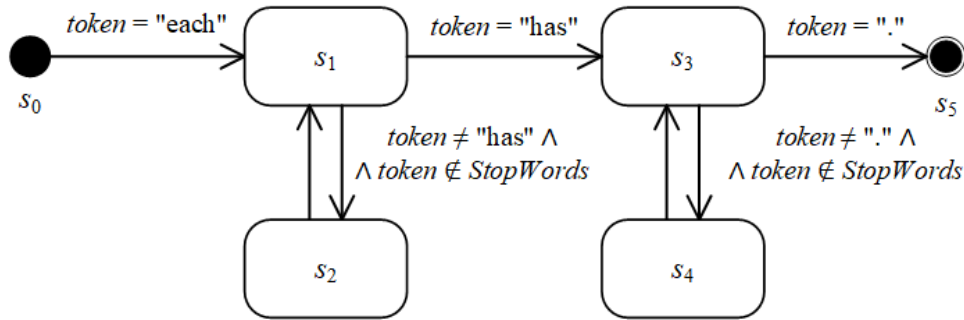 token = "each"
token = "has"
token = "."
s₀
s₁
s₃
s₅
token ≠ "has" ∧
∧ token ∉ StopWords
token ≠ "." ∧
∧ token ∉ StopWords
s₂
s₄